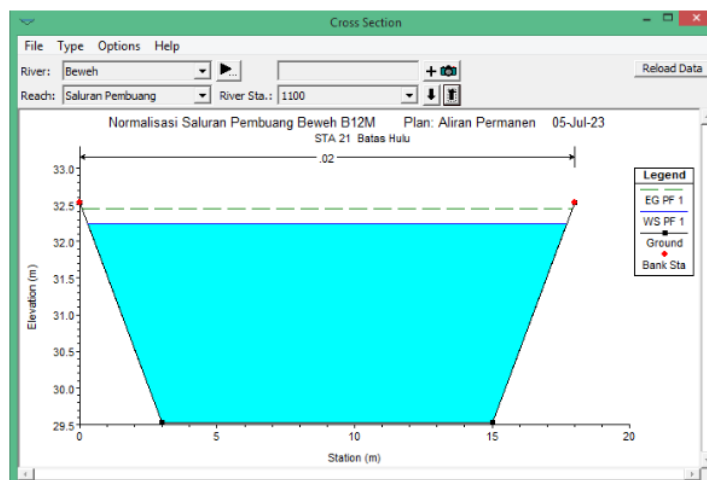 Cross Section
File Type Options Help
River: Beweh
Reload Data
Reach: Saluran Pembuang River Sta.: 1100
Normalisasi Saluran Pembuang Beweh B12M Plan: Aliran Permanen 05-Jul-23
STA 21 Batas Hulu
.02
Legend
EG PF 1
WS PF 1
Ground
Bank Sta
33.0
32.5
32.0
31.5
31.0
30.5
30.0
29.5
Elevation (m)
0 5 10 15 20
Station (m)